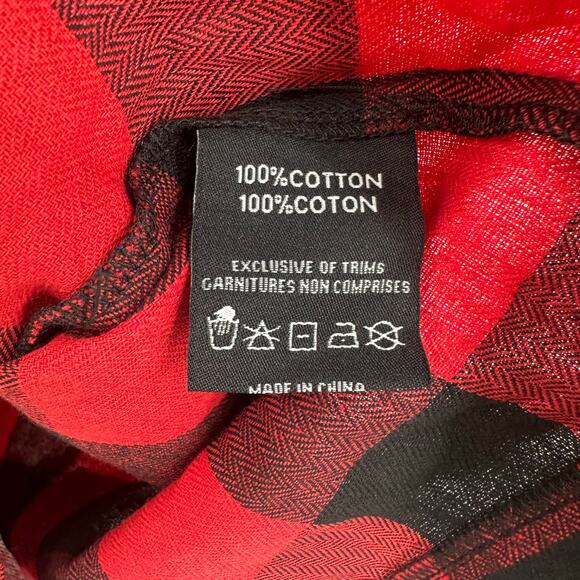 100%COTTON
100%COTON
EXCLUSIVE OF TRIMS
GARNITURES NON COMPRISES
MADE IN CHINA